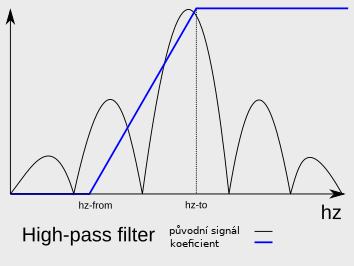 hz-from
hz-to
hz
High-pass filter
původní signál
koeficient